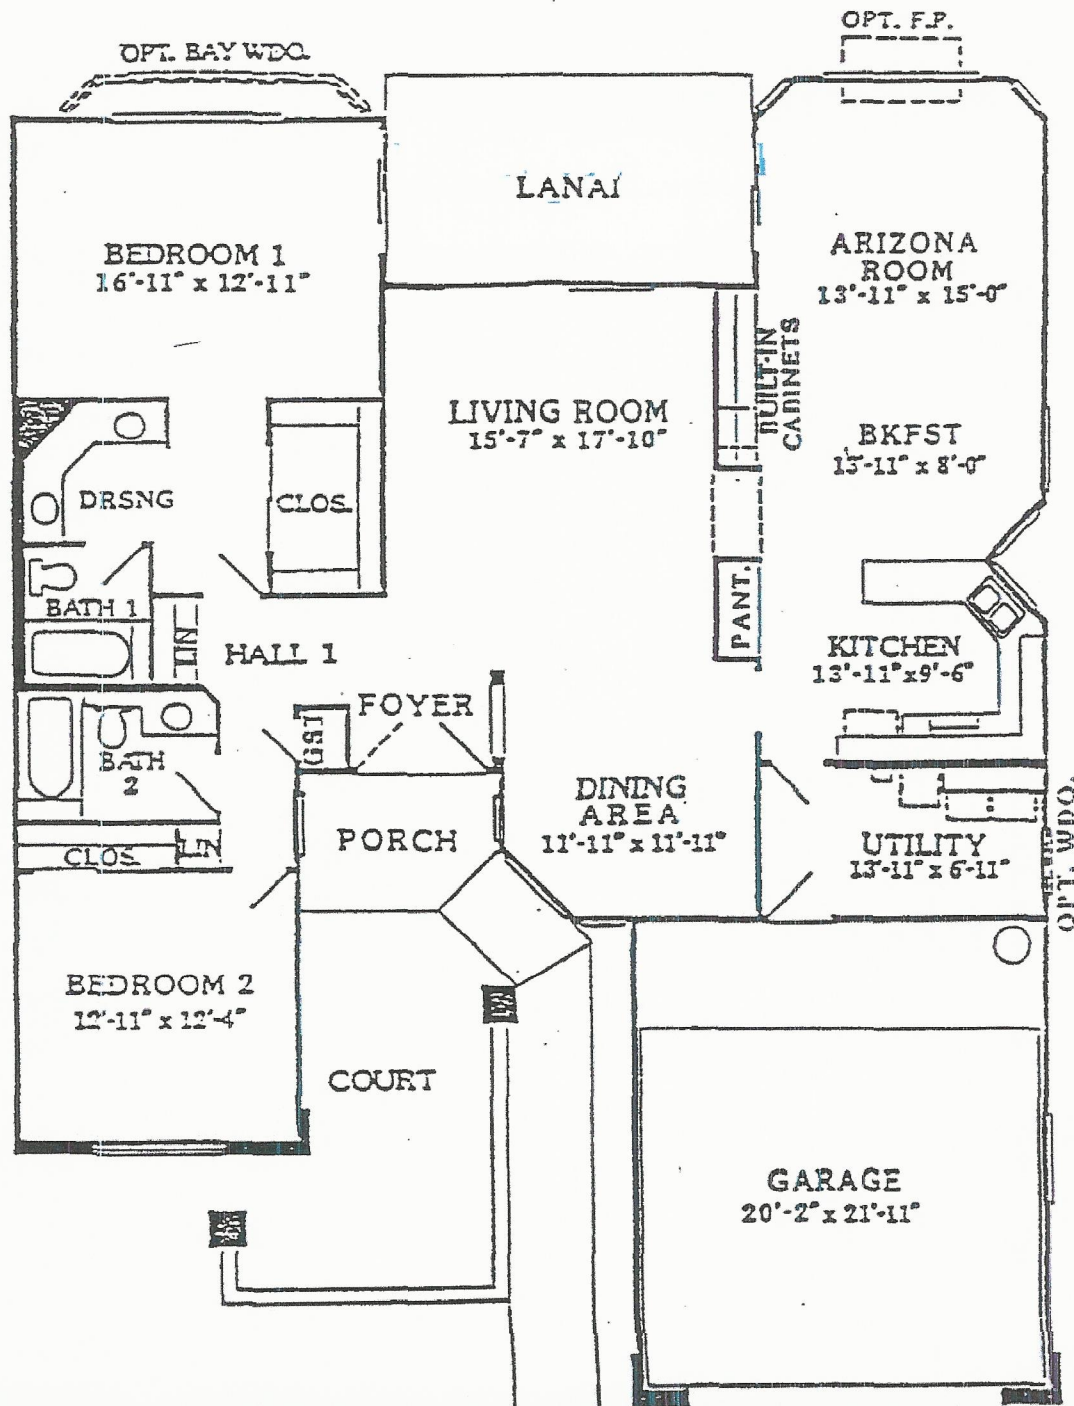 OPT. F.P.
OPT. BAY WDO.
LANAI
BEDROOM 1
16'-11" x 12'-11"
ARIZONA
ROOM
13'-11" x 15'-0"
BUILT-IN
CABINETS
LIVING ROOM
15'-7" x 17'-10"
BKFST
13'-11" x 8'-0"
DRSNG
CLOS.
BATH 1
LIN
PANT.
HALL 1
KITCHEN
13'-11" x 9'-6"
FOYER
BATH
2
DINING
AREA
11'-11" x 11'-11"
PORCH
UTILITY
13'-11" x 6'-11"
OPT. WDO.
CLOS.
LIN
BEDROOM 2
12'-11" x 12'-4"
COURT
GARAGE
20'-2" x 21'-11"